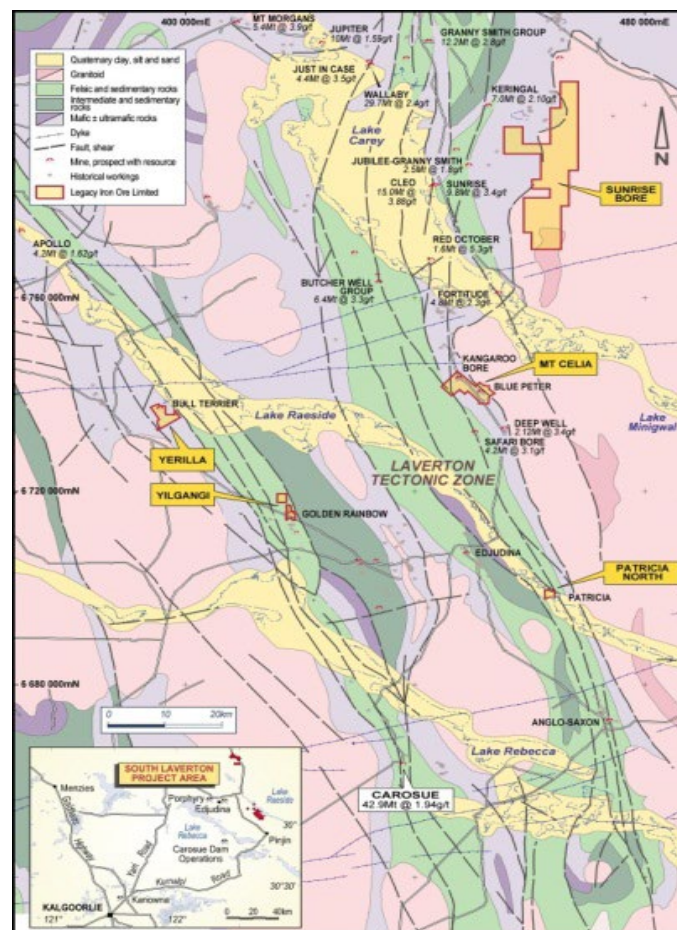 400 000mE
480 000mE
MT MORGANS
5.4Mt @ 3.9g/t
JUPITER
10Mt @ 1.59g/t
GRANNY SMITH GROUP
12.2Mt @ 2.8g/t
Quaternary clay, silt and sand
Granitoid
Felsic and sedimentary rocks
Intermediate and sedimentary
rocks
Mafic ± ultramafic rocks
Dyke
Fault, shear
Mine, prospect with resource
Historical workings
Legacy Iron Ore Limited
JUST IN CASE
4.4Mt @ 3.5g/t
WALLABY
29.7Mt @ 2.4g/t
KERINGAL
7.0Mt @ 2.10g/t
Lake
Carey
N
JUBILEE-GRANNY SMITH
2.5Mt @ 1.8g/t
CLEO
15.0Mt @
3.88g/t
SUNRISE
9.8Mt @ 3.4g/t
SUNRISE
BORE
APOLLO
4.2Mt @ 1.62g/t
RED OCTOBER
1.6Mt @ 5.3g/t
BUTCHER WELL
GROUP
6.4Mt @ 3.3g/t
6 760 000mN
FORTITUDE
4.8Mt @ 2.3g/t
KANGAROO
BORE
MT CELIA
BLUE PETER
BULL TERRIER
Lake Raeside
Lake
Minigwal
DEEP WELL
2.12Mt @ 3.4g/t
SAFARI BORE
4.2Mt @ 3.1g/t
YERILLA
LAVERTON
TECTONIC ZONE
6 720 000mN
YILGANGI
GOLDEN RAINBOW
EDJUDINA
PATRICIA
NORTH
PATRICIA
6 680 000mN
0 10 20km
ANGLO-SAXON
Lake Rebecca
CAROSUE
42.9Mt @ 1.94g/t
SOUTH LAVERTON
PROJECT AREA
Menzies
Porphyry
Edjudina
Lake
Raeside
Goldfields
Highway
Yarri Road
Lake
Rebecca
30°
Pinjin
Carosue Dam
Operations
Kurnalpi Road
30°30'
Kanowna
KALGOORLIE
121°
122°
0 20 40km